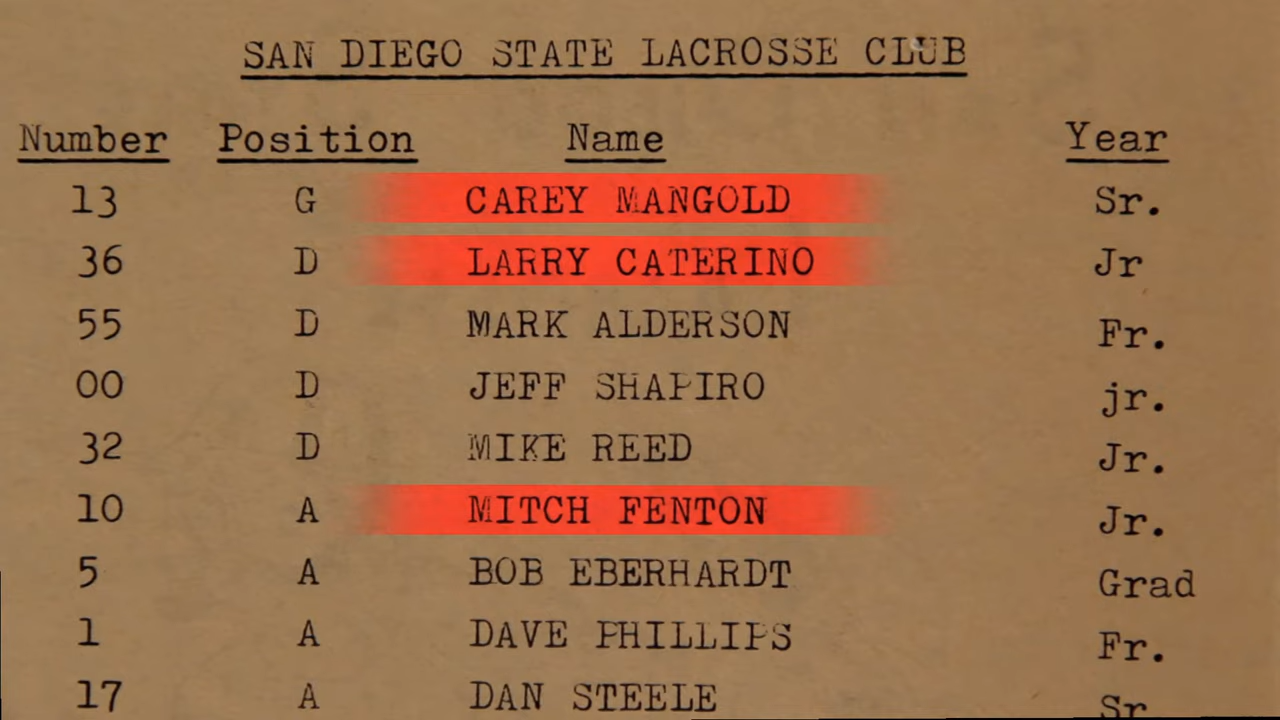 SAN DIEGO STATE LACROSSE CLUB
Number Position Name Year
13 G CAREY MANGOLD Sr.
36 D LARRY CATERINO Jr
55 D MARK ALDERSON Fr.
00 D JEFF SHAPIRO jr.
32 D MIKE REED Jr.
10 A MITCH FENTON Jr.
5 A BOB EBERHARDT Grad
1 A DAVE PHILLIPS Fr.
17 A DAN STEELE Sr